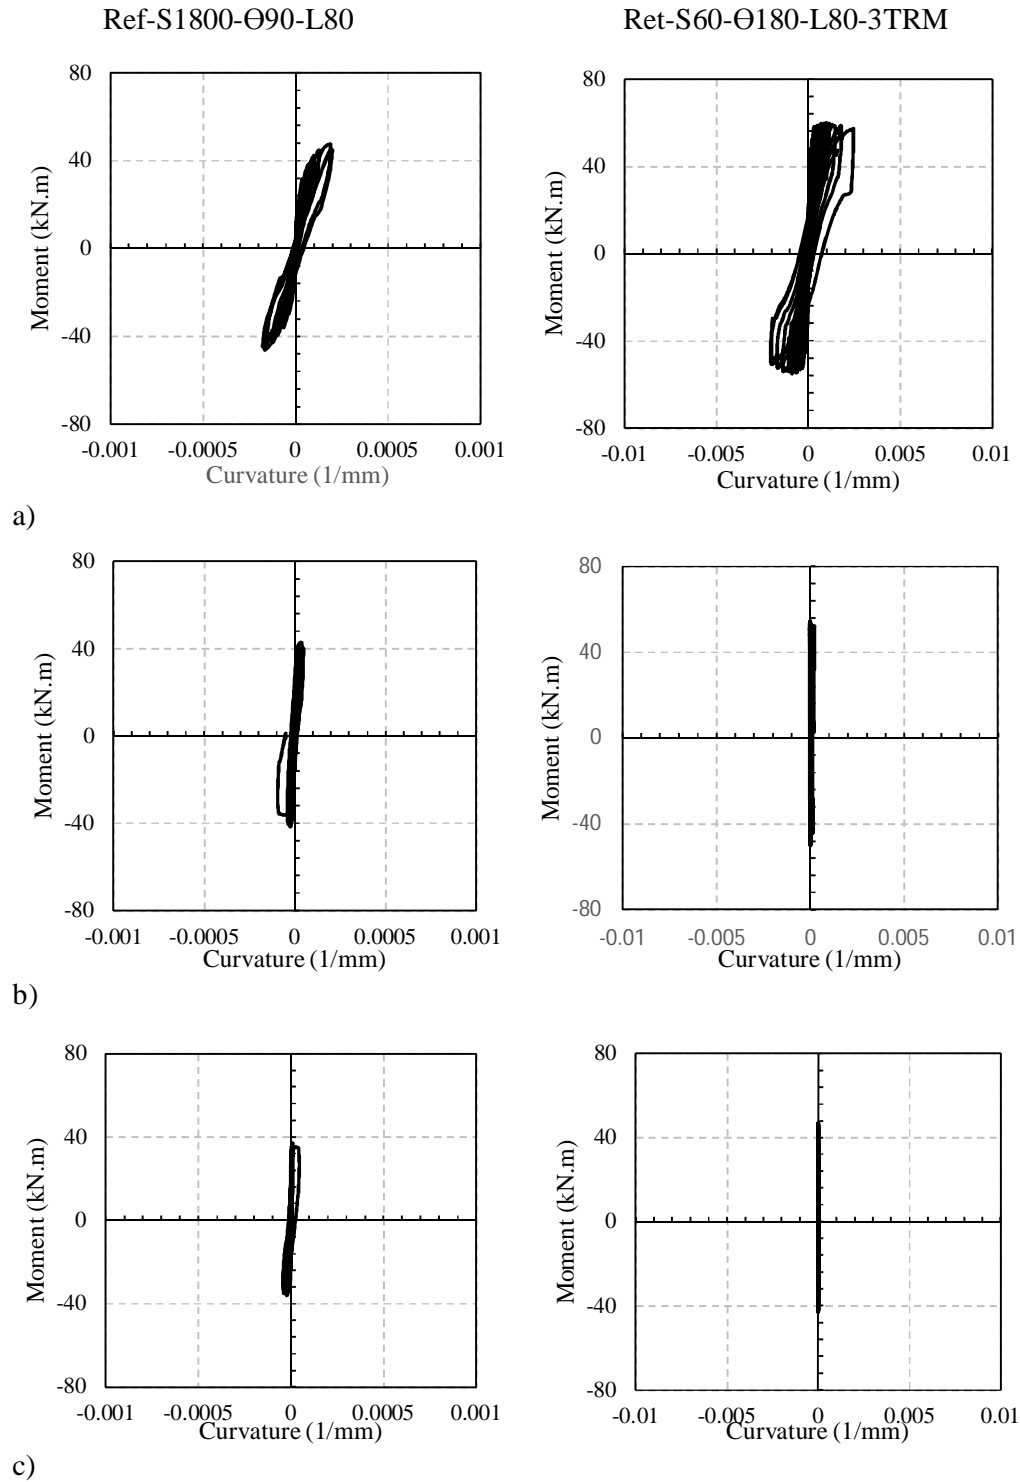 Ref-S1800-Ө90-L80
Ret-S60-Ө180-L80-3TRM
80
40
0
-40
-80
Moment (kN.m)
-0.001 -0.0005 0 0.0005 0.001
Curvature (1/mm)
80
40
0
-40
-80
Moment (kN.m)
-0.01 -0.005 0 0.005 0.01
Curvature (1/mm)
a)
80
40
0
-40
-80
Moment (kN.m)
-0.001 -0.0005 0 0.0005 0.001
Curvature (1/mm)
80
40
0
-40
-80
Moment (kN.m)
-0.01 -0.005 0 0.005 0.01
Curvature (1/mm)
b)
80
40
0
-40
-80
Moment (kN.m)
-0.001 -0.0005 0 0.0005 0.001
Curvature (1/mm)
80
40
0
-40
-80
Moment (kN.m)
-0.01 -0.005 0 0.005 0.01
Curvature (1/mm)
c)